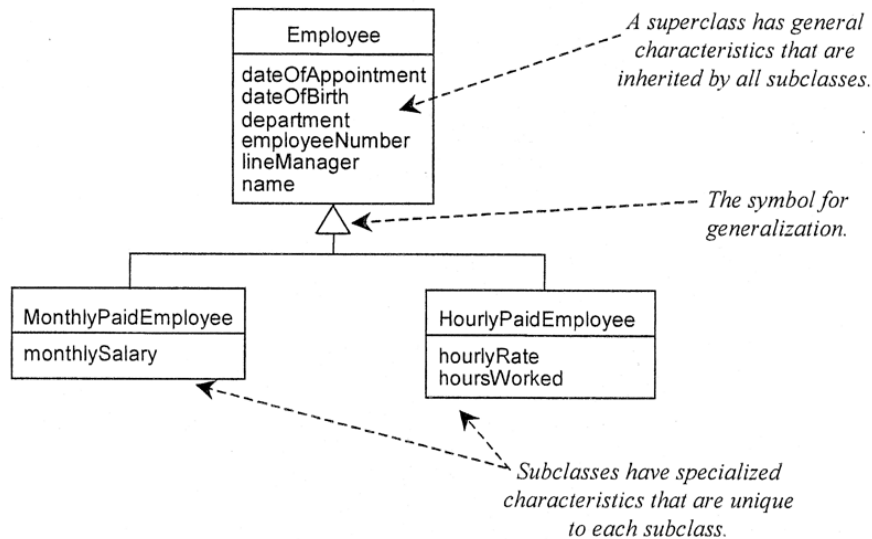 Employee
dateOfAppointment
dateOfBirth
department
employeeNumber
lineManager
name
A superclass has general
characteristics that are
inherited by all subclasses.
The symbol for
generalization.
MonthlyPaidEmployee
monthlySalary
HourlyPaidEmployee
hourlyRate
hoursWorked
Subclasses have specialized
characteristics that are unique
to each subclass.